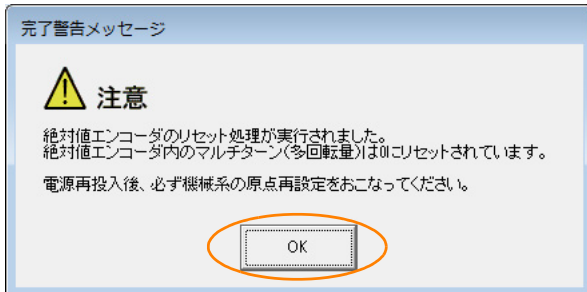 完了警告メッセージ
注意
絶対値エンコーダのリセット処理が実行されました。
絶対値エンコーダ内のマルチターン(多回転量)は0にリセットされています。
電源再投入後、必ず機械系の原点再設定をおこなってください。
OK